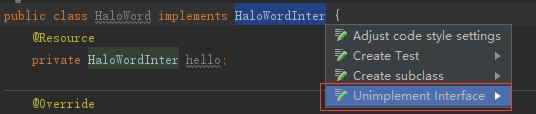 public class HaloWord implements HaloWordInter {
@Resource
private HaloWordInter hello;
@Override
Adjust code style settings
Create Test
Create subclass
Unimplement Interface